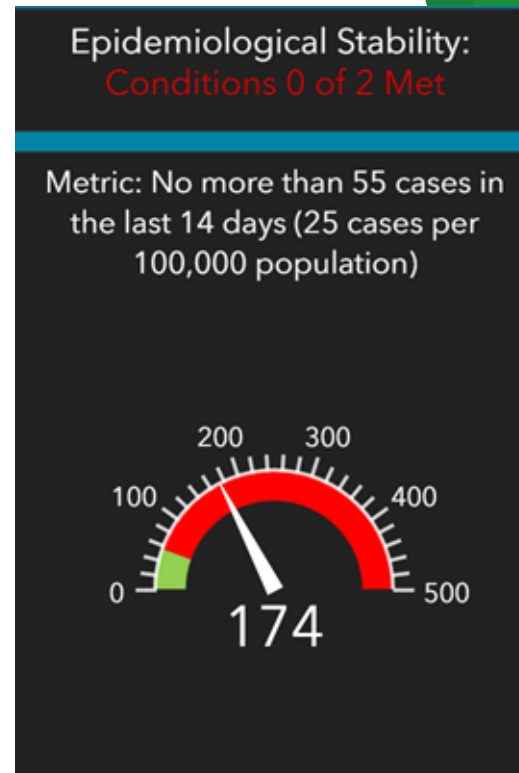 Epidemiological Stability:
Conditions 0 of 2 Met
Metric: No more than 55 cases in
the last 14 days (25 cases per
100,000 population)
200 300
100 400
0 500
174